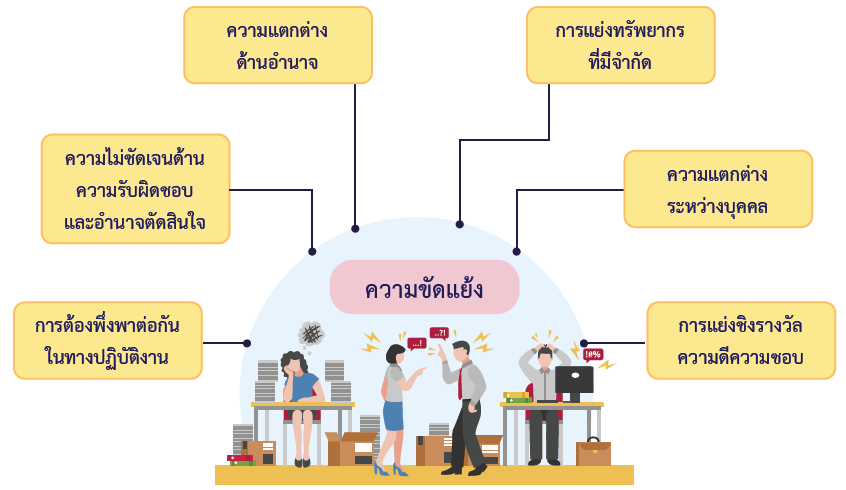 ความแตกต่าง
ด้านอำนาจ
การแย่งทรัพยากร
ที่มีจำกัด
ความไม่ชัดเจนด้าน
ความรับผิดชอบ
และอำนาจตัดสินใจ
ความแตกต่าง
ระหว่างบุคคล
ความขัดแย้ง
การต้องพึ่งพาต่อกัน
ในทางปฏิบัติงาน
การแย่งชิงรางวัล
ความดีความชอบ
...!
..?!
!#%